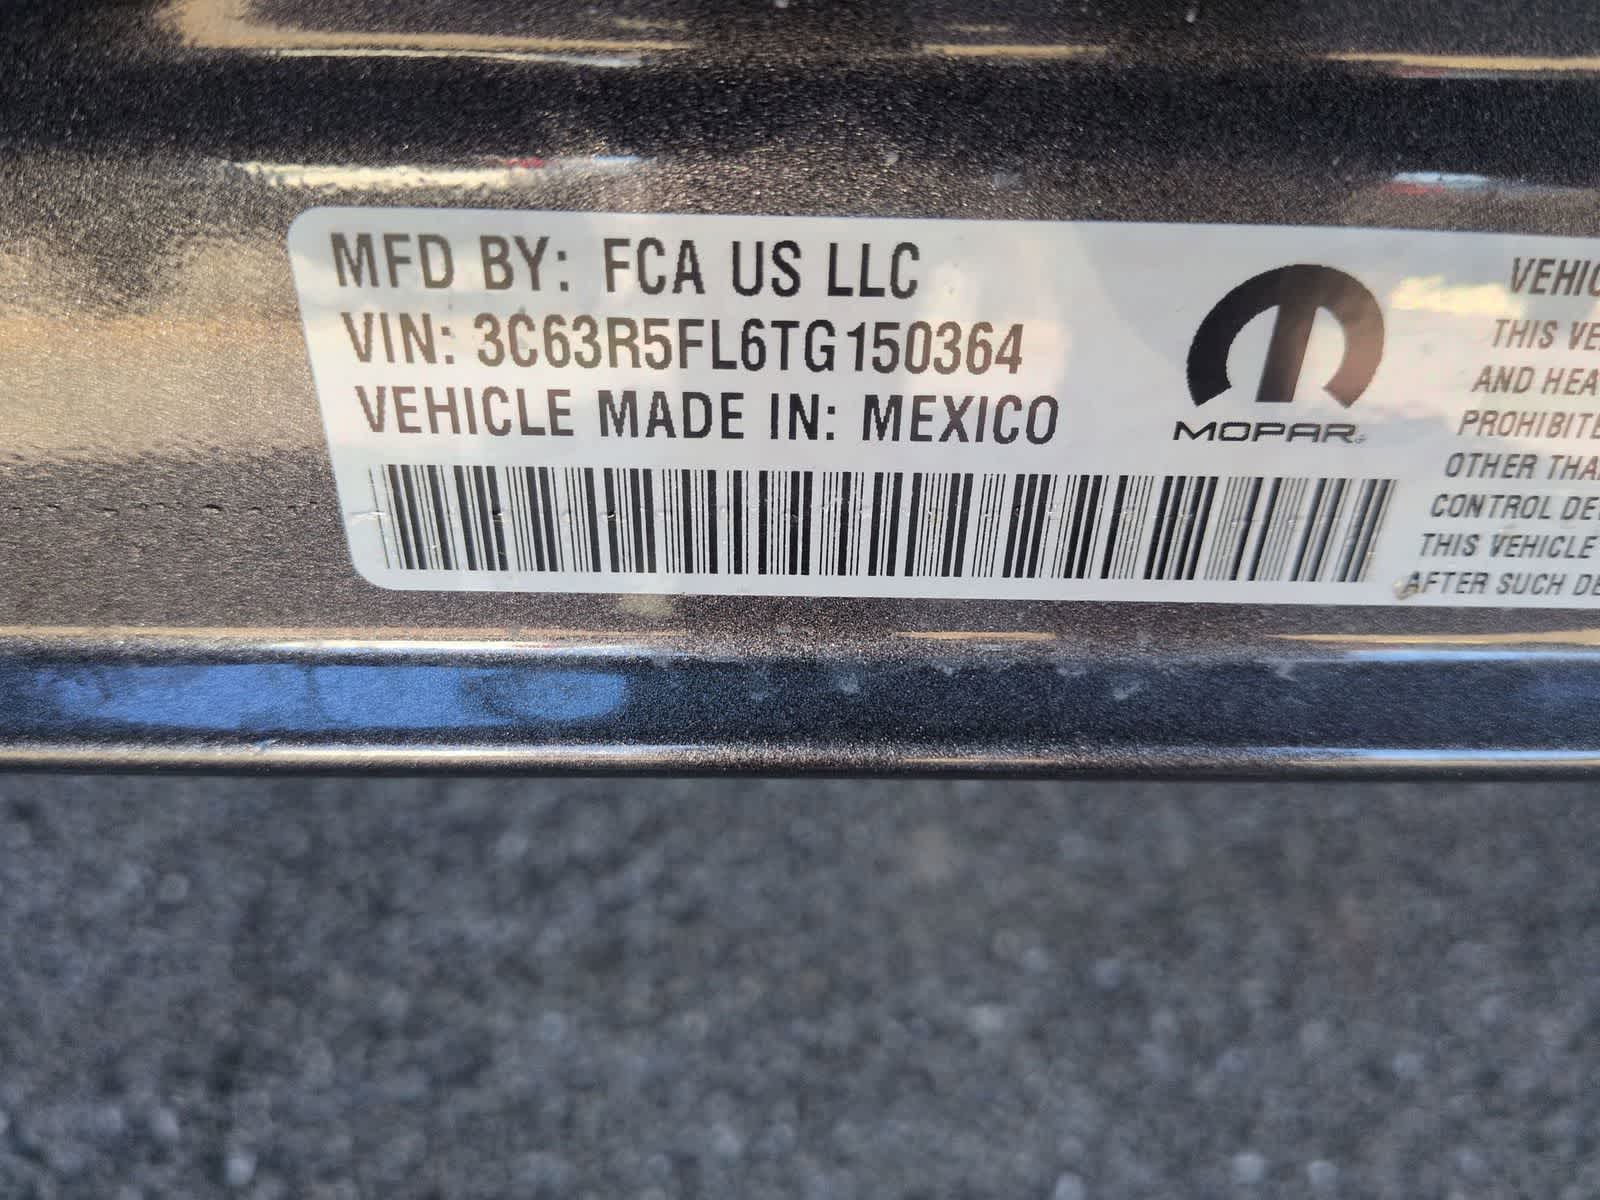 MFD BY: FCA US LLC
VIN: 3C63R5FL6TG150364
VEHICLE MADE IN: MEXICO
MOPAR
VEHIC
THIS VE
AND HEA
PROHIBITE
OTHER THA
CONTROL DE
THIS VEHICLE
AFTER SUCH DE